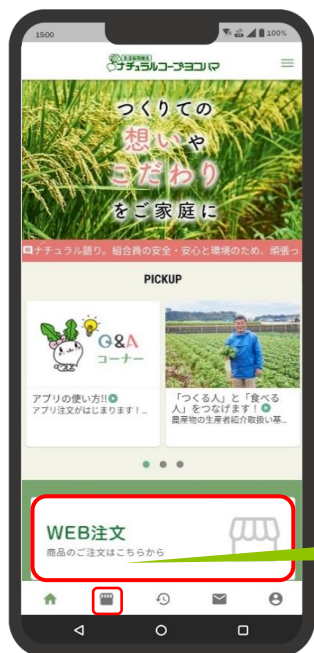 15:00
100%
生活協同組合
ナチュラルコープヨコハマ
つくりての
想いや
こだわり
をご家庭に
ナチュラル語り。組合員の安全・安心と環境のため、頑張っ
PICKUP
Q&A
コーナー
アプリの使い方!!
アプリ注文がはじまります!…
「つくる人」と「食べる
人」をつなげます!
農産物の生産者紹介取扱い基…
WEB注文
商品のご注文はこちらから